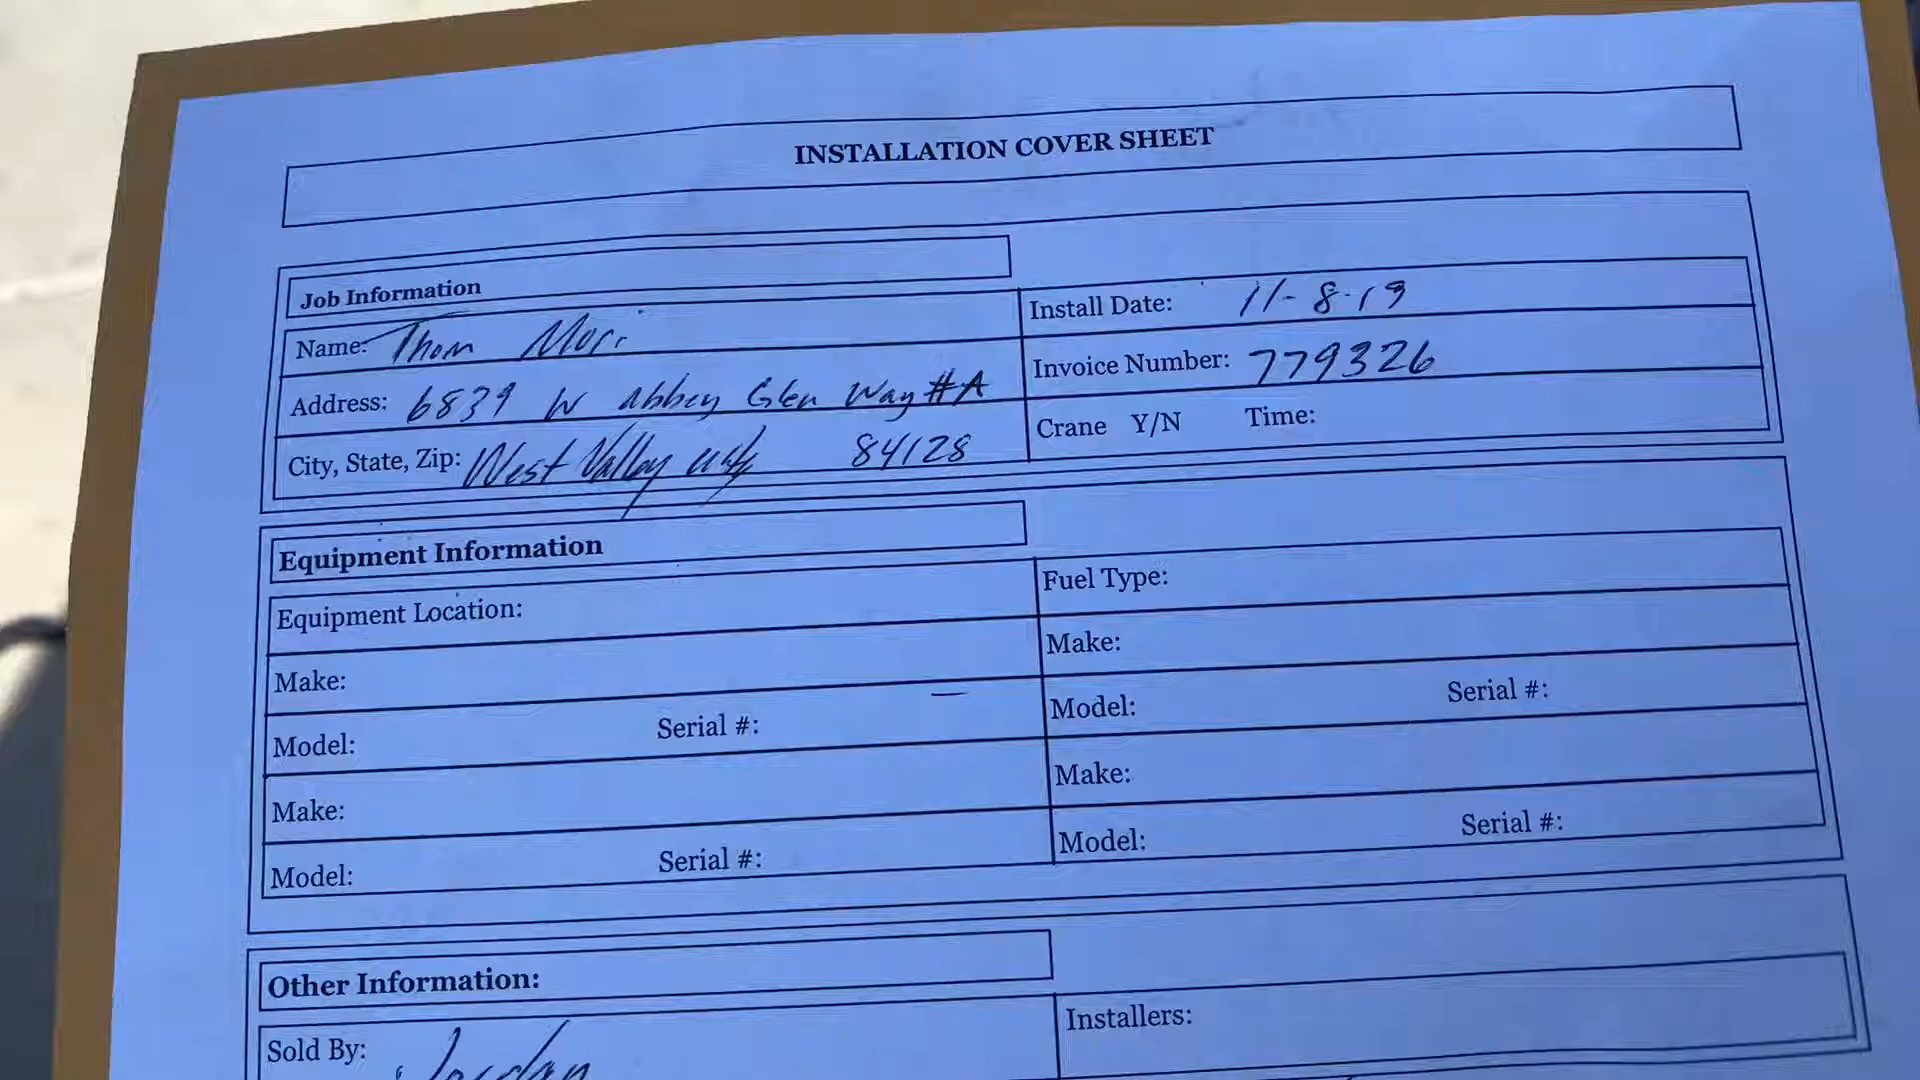 INSTALLATION COVER SHEET
Job Information
Name: Thom Mori
Install Date: 11-8-19
Address: 6839 W Abbey Glen Way #A
Invoice Number: 779326
City, State, Zip: West Valley 84128
Crane Y/N Time:
Equipment Information
Equipment Location:
Fuel Type:
Make:
Make:
Model: Serial #:
Model: Serial #:
Make:
Make:
Model: Serial #:
Model: Serial #:
Other Information:
Sold By: Jordan
Installers: